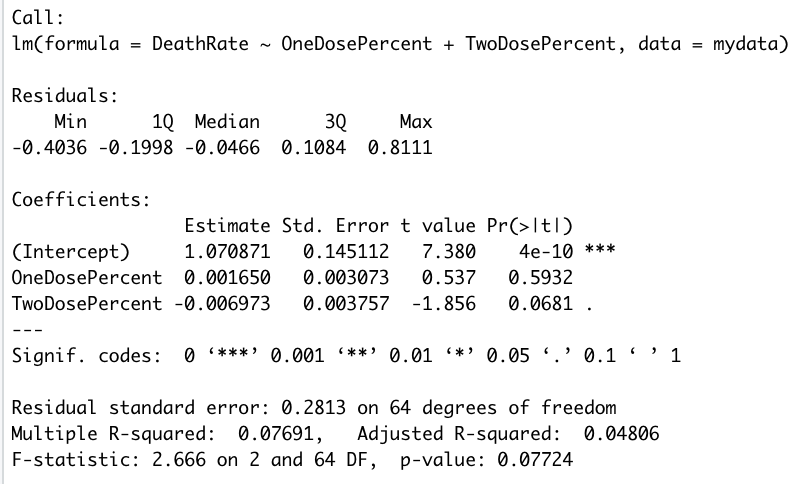 Call:
lm(formula = DeathRate ~ OneDosePercent + TwoDosePercent, data = mydata)
Residuals:
    Min      1Q  Median      3Q     Max
-0.4036 -0.1998 -0.0466  0.1084  0.8111
Coefficients:
                Estimate Std. Error t value Pr(>|t|)
(Intercept)     1.070871   0.145112   7.380    4e-10 ***
OneDosePercent  0.001650   0.003073   0.537   0.5932
TwoDosePercent -0.006973   0.003757  -1.856   0.0681 .
---
Signif. codes:  0 ‘***’ 0.001 ‘**’ 0.01 ‘*’ 0.05 ‘.’ 0.1 ‘ ’ 1
Residual standard error: 0.2813 on 64 degrees of freedom
Multiple R-squared:  0.07691,   Adjusted R-squared:  0.04806
F-statistic: 2.666 on 2 and 64 DF,  p-value: 0.07724